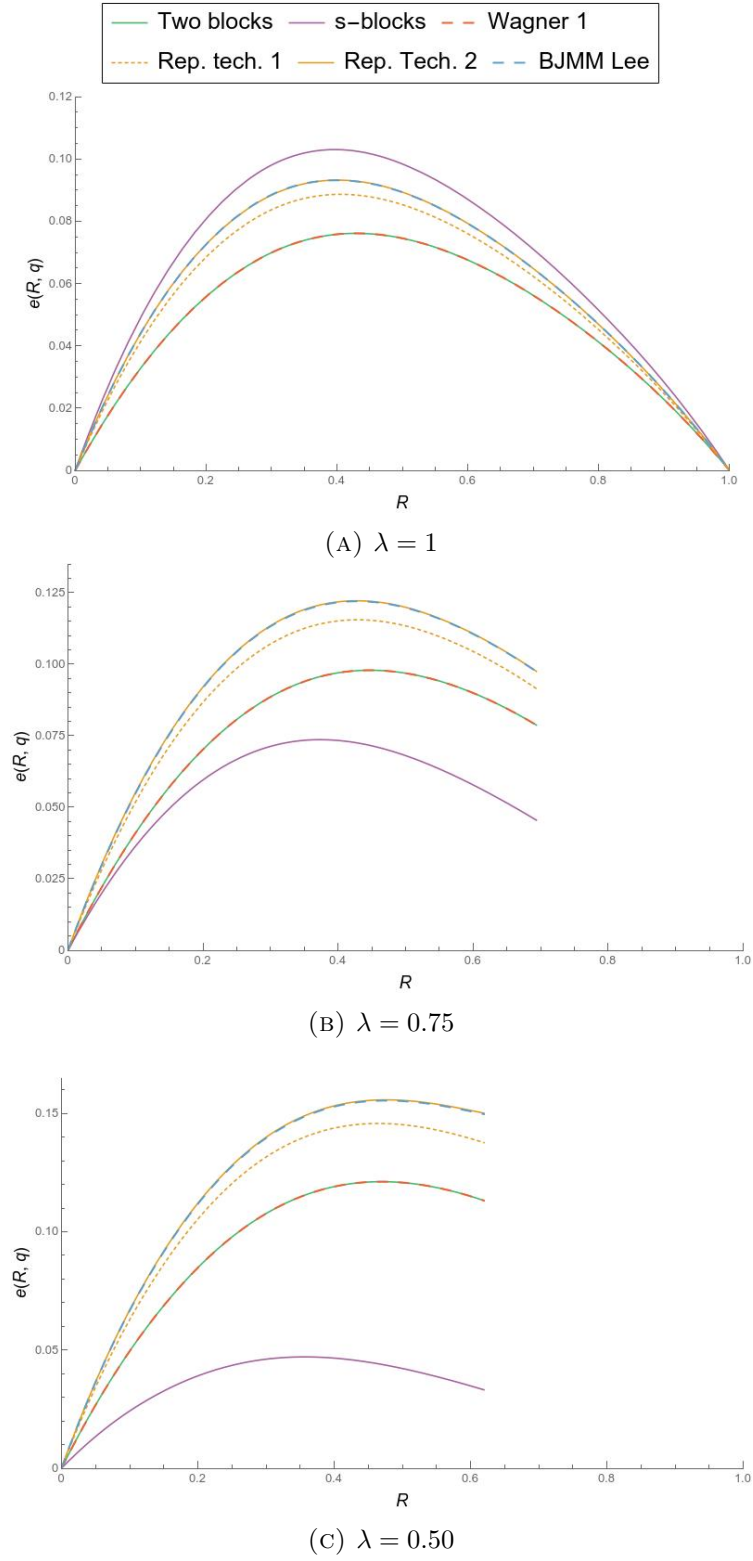 Two blocks s-blocks Wagner 1
Rep. tech. 1 Rep. Tech. 2 BJMM Lee
0.12
0.10
0.08
0.06
0.04
0.02
0
e(R, q)
0 0.2 0.4 0.6 0.8 1.0
R
(A) λ = 1
0.125
0.100
0.075
0.050
0.025
0
e(R, q)
0 0.2 0.4 0.6 0.8 1.0
R
(B) λ = 0.75
0.15
0.10
0.05
0
e(R, q)
0 0.2 0.4 0.6 0.8 1.0
R
(C) λ = 0.50